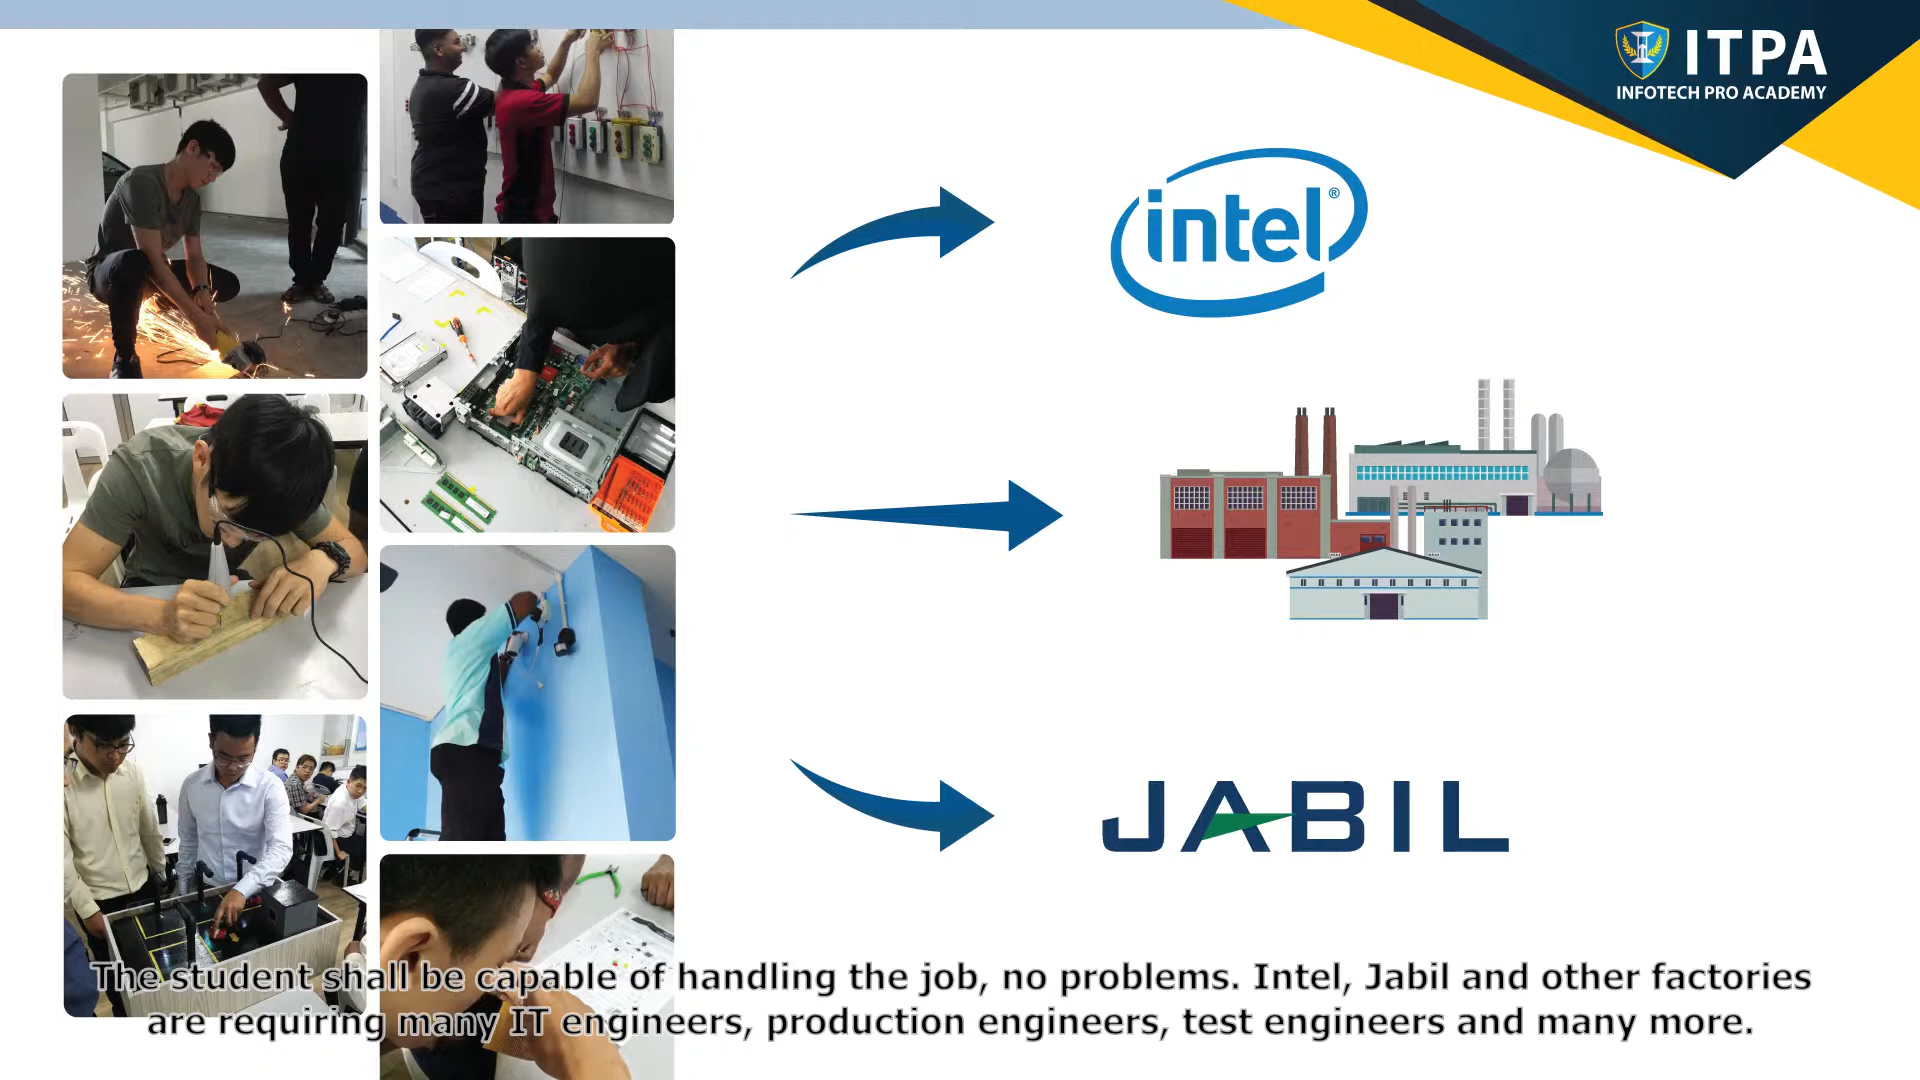 ITPA
INFOTECH PRO ACADEMY
intel®
JABIL
The student shall be capable of handling the job, no problems. Intel, Jabil and other factories
are requiring many IT engineers, production engineers, test engineers and many more.